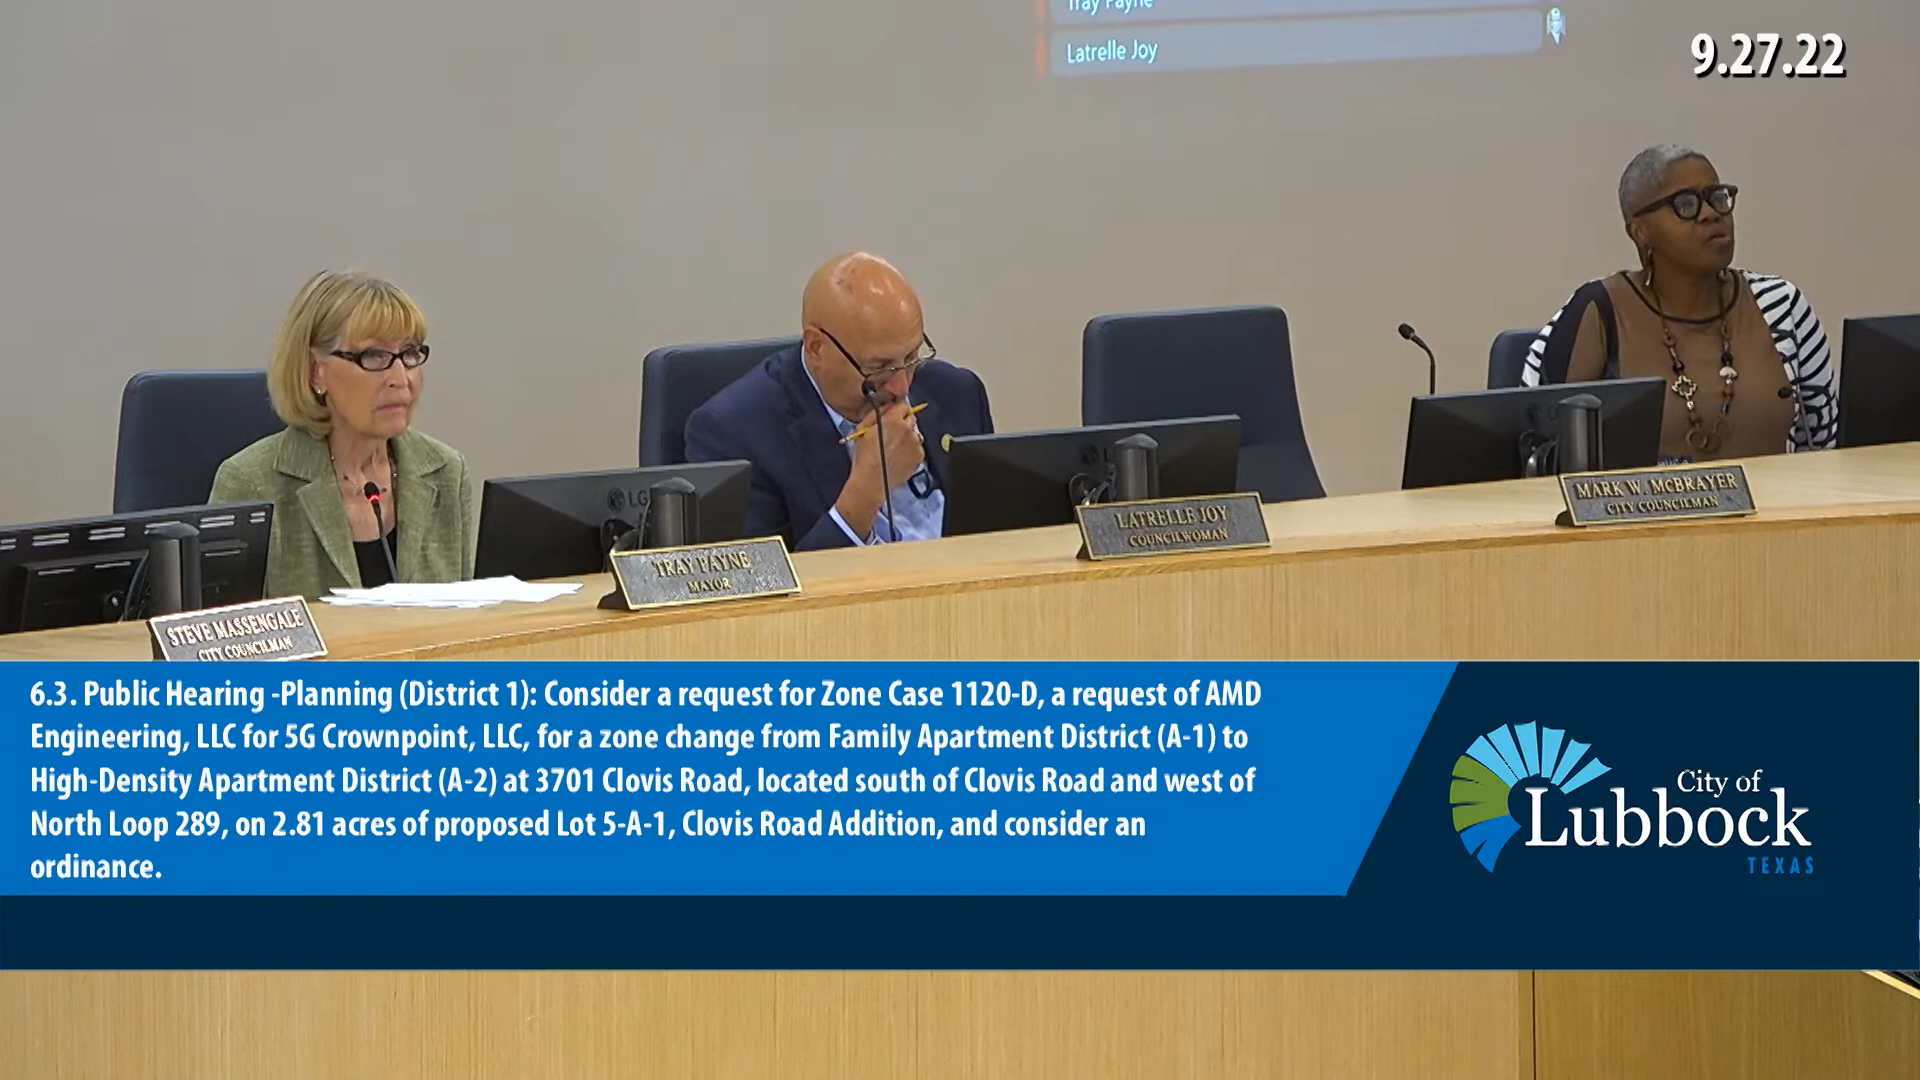 Tray Payne
Latrelle Joy
9.27.22
LG
STEVE MASSENGALE
CITY COUNCILMAN
TRAY PAYNE
MAYOR
LATRELLE JOY
COUNCILWOMAN
MARK W. MCBRAYER
CITY COUNCILMAN
6.3. Public Hearing -Planning (District 1): Consider a request for Zone Case 1120-D, a request of AMD
Engineering, LLC for 5G Crownpoint, LLC, for a zone change from Family Apartment District (A-1) to
High-Density Apartment District (A-2) at 3701 Clovis Road, located south of Clovis Road and west of
North Loop 289, on 2.81 acres of proposed Lot 5-A-1, Clovis Road Addition, and consider an
ordinance.
City of
Lubbock
TEXAS